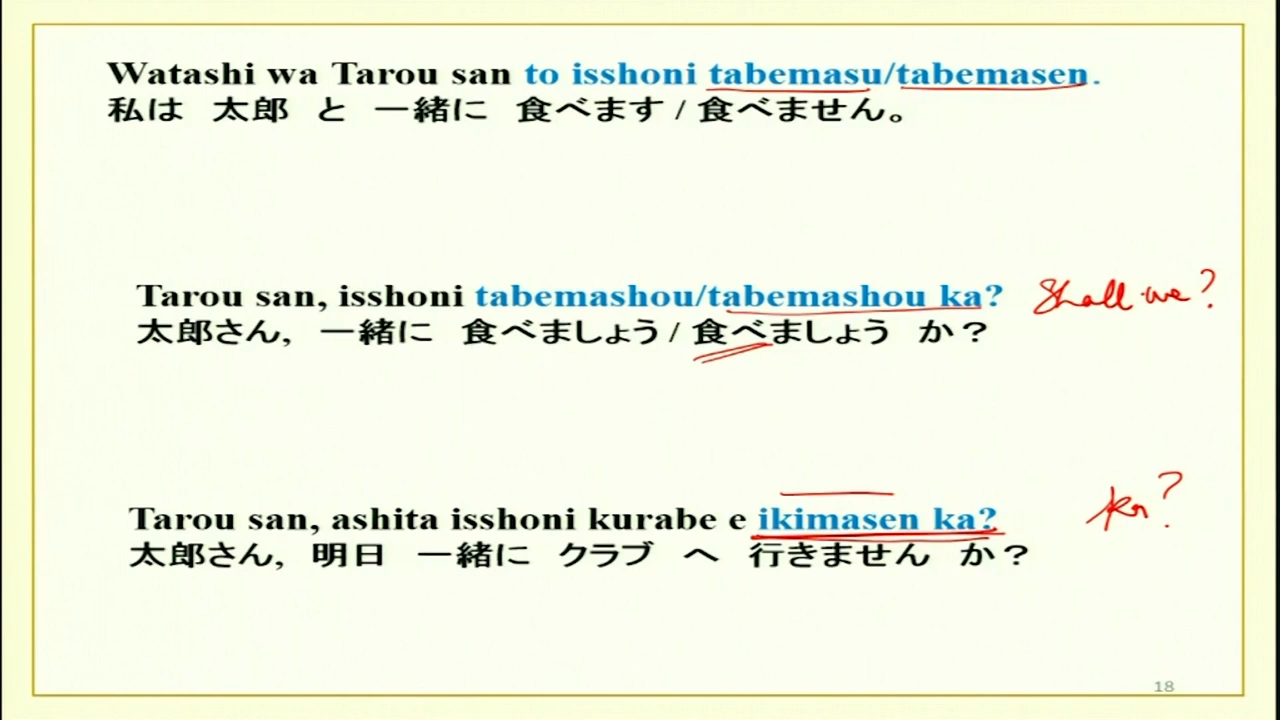 Watashi wa Tarou san to isshoni tabemasu/tabemasen.
私は 太郎 と 一緒に 食べます / 食べません。
Tarou san, isshoni tabemashou/tabemashou ka? Shall we?
太郎さん, 一緒に 食べましょう / 食べましょう か？
Tarou san, ashita isshoni kurabe e ikimasen ka? ka?
太郎さん, 明日 一緒に クラブ へ 行きません か？
18